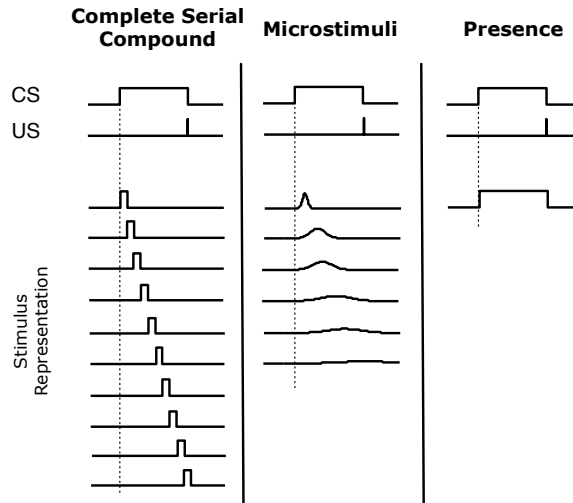 Complete Serial
Compound
Microstimuli
Presence
CS
US
Stimulus
Representation